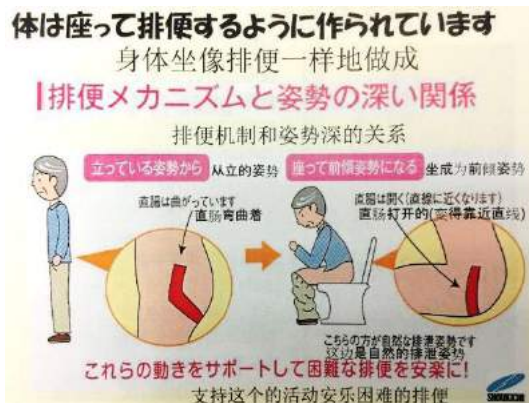 体は座って排便するように作られています
身体坐像排便一样地做成
排便メカニズムと姿勢の深い関係
排便机制和姿势深的关系
立っている姿勢から 从立的姿势
座って前傾姿勢になる 坐成为前倾姿势
直腸は曲がっています
直肠弯曲着
直腸は開く(直線に近くなります)
直肠打开的(变得靠近直线)
こちらの方が自然な排泄姿勢です
这边是自然的排泄姿势
これらの動きをサポートして困難な排便を安楽に!
支持这个的活动安乐困难的排便